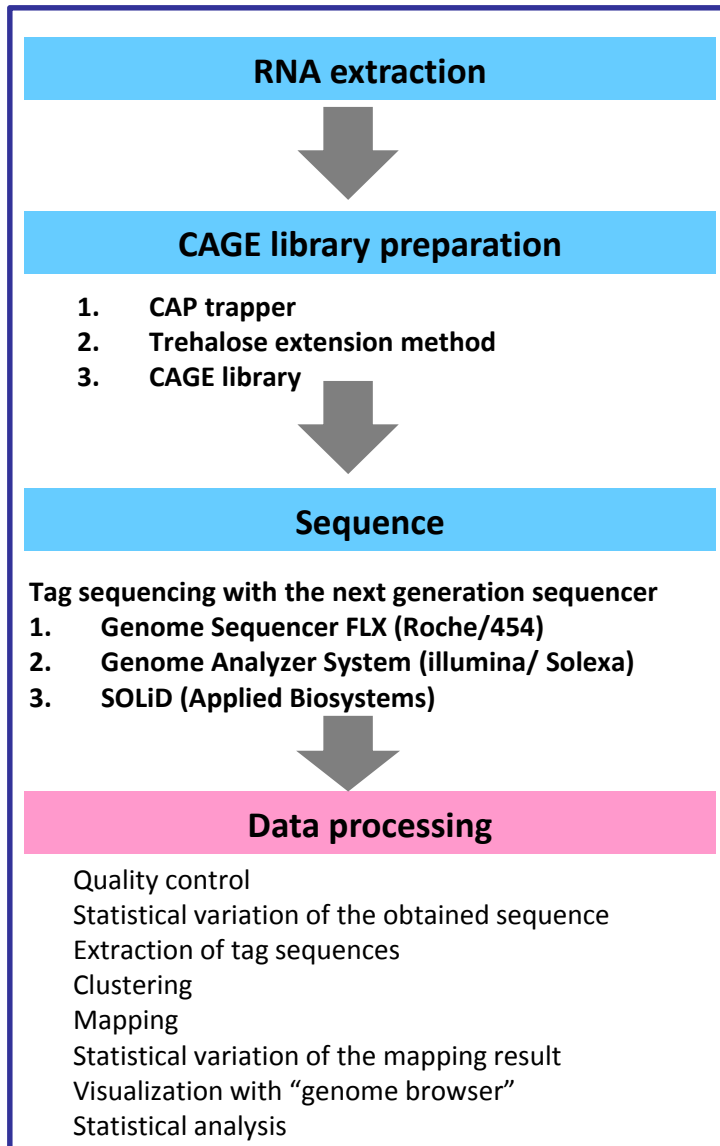 RNA extraction
CAGE library preparation
1. CAP trapper
2. Trehalose extension method
3. CAGE library
Sequence
Tag sequencing with the next generation sequencer
1. Genome Sequencer FLX (Roche/454)
2. Genome Analyzer System (illumina/ Solexa)
3. SOLiD (Applied Biosystems)
Data processing
Quality control
Statistical variation of the obtained sequence
Extraction of tag sequences
Clustering
Mapping
Statistical variation of the mapping result
Visualization with “genome browser”
Statistical analysis